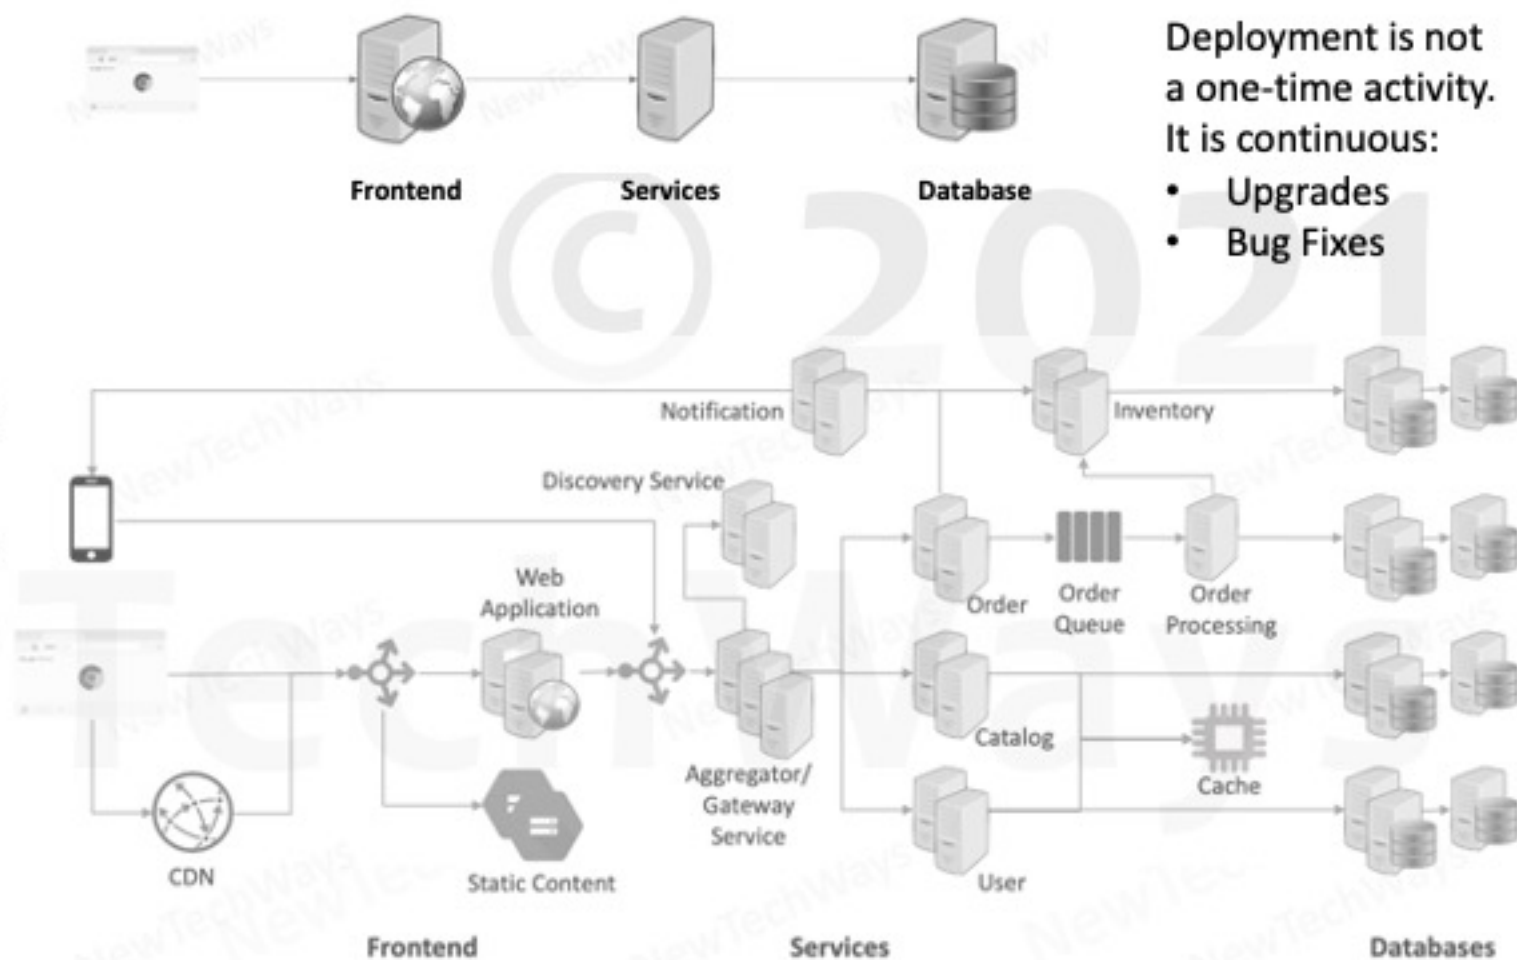 Deployment is not
a one-time activity.
It is continuous:
• Upgrades
• Bug Fixes
Frontend
Services
Database
© 2021
Notification
Inventory
Discovery Service
Web
Application
Order
Order
Queue
Order
Processing
Catalog
Cache
Aggregator/
Gateway
Service
User
CDN
Static Content
Frontend
Services
Databases
TechWays
NewTechWays